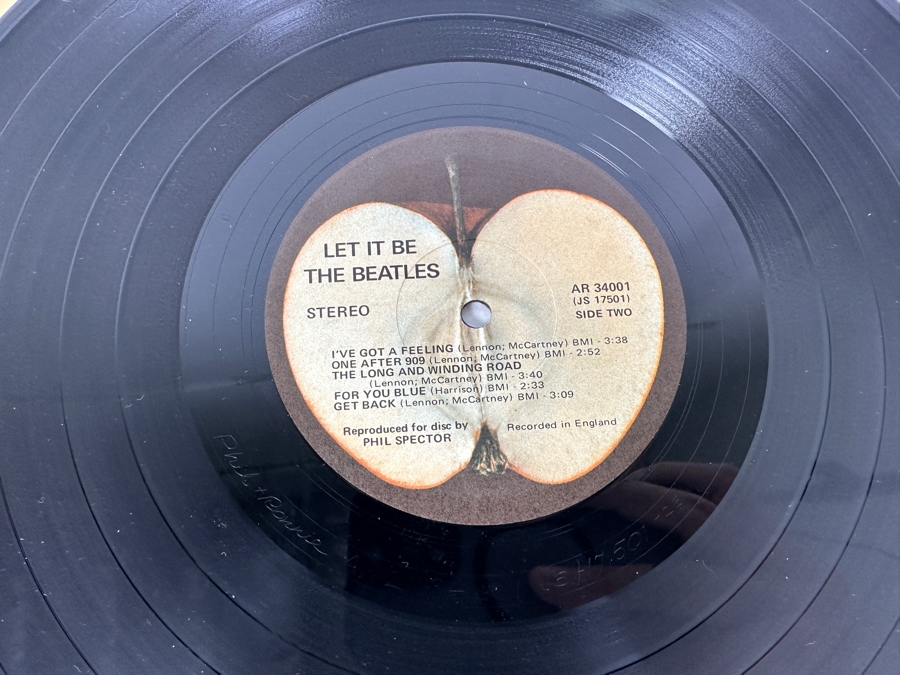 LET IT BE
THE BEATLES
STEREO
AR 34001
(JS 17501)
SIDE TWO
I'VE GOT A FEELING (Lennon; McCartney) BMI - 3:38
ONE AFTER 909 (Lennon; McCartney) BMI - 2:52
THE LONG AND WINDING ROAD
(Lennon; McCartney) BMI - 3:40
FOR YOU BLUE (Harrison) BMI - 2:33
GET BACK (Lennon; McCartney) BMI - 3:09
Reproduced for disc by
PHIL SPECTOR
Recorded in England
Phil + Ronnie